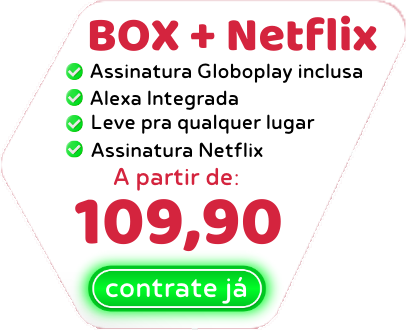 BOX + Netflix
Assinatura Globoplay inclusa
Alexa Integrada
Leve pra qualquer lugar
Assinatura Netflix
A partir de:
109,90
contrate já